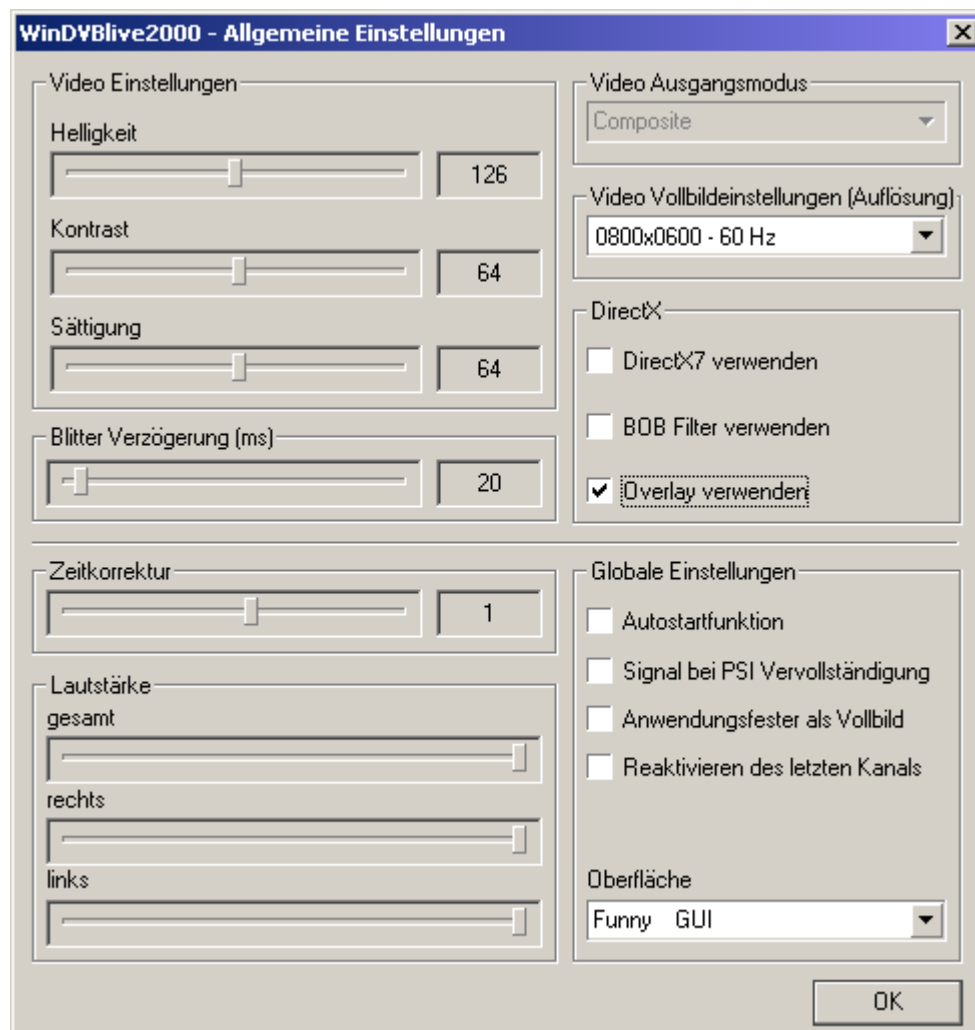 WinDVBlive2000 - Allgemeine Einstellungen
Video Einstellungen
Helligkeit
126
Kontrast
64
Sättigung
64
Blitter Verzögerung (ms)
20
Zeitkorrektur
1
Lautstärke
gesamt
rechts
links
Video Ausgangsmodus
Composite
Video Vollbildeinstellungen (Auflösung)
0800x0600 - 60 Hz
DirectX
DirectX7 verwenden
BOB Filter verwenden
Overlay verwenden
Globale Einstellungen
Autostartfunktion
Signal bei PSI Vervollständigung
Anwendungsfester als Vollbild
Reaktivieren des letzten Kanals
Oberfläche
Funny GUI
OK